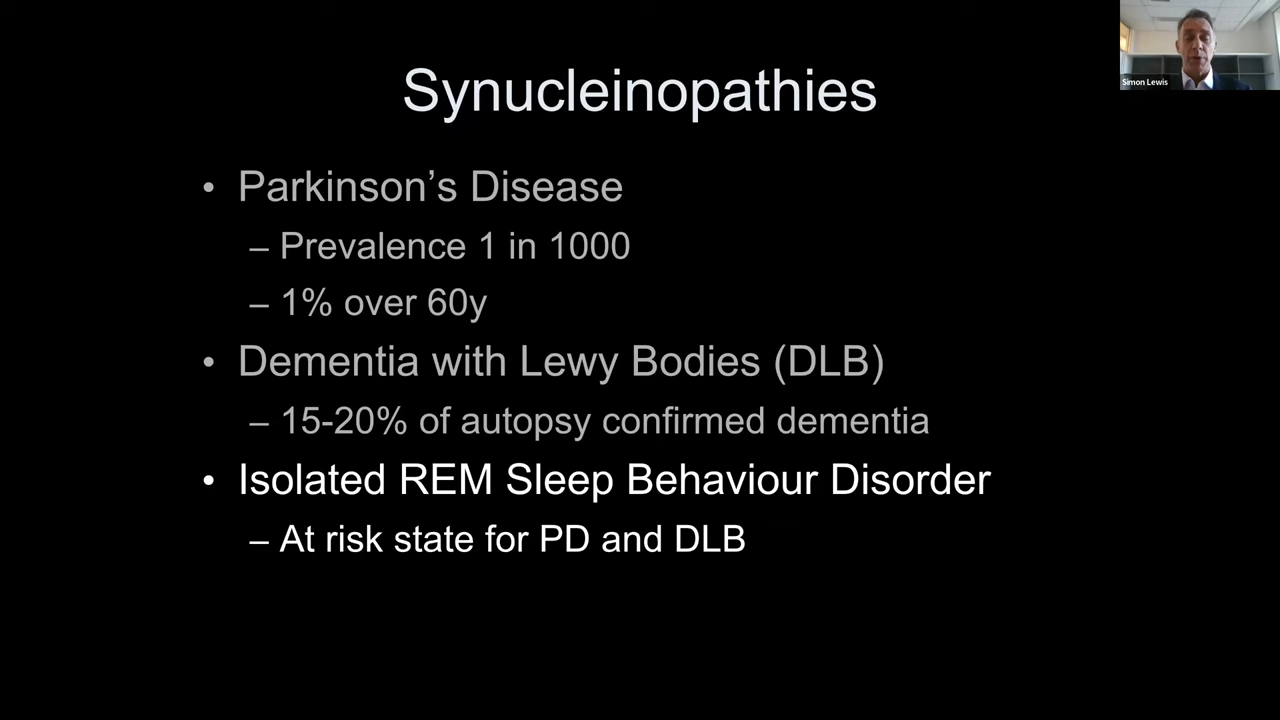 Simon Lewis
Synucleinopathies
• Parkinson’s Disease
– Prevalence 1 in 1000
– 1% over 60y
• Dementia with Lewy Bodies (DLB)
– 15-20% of autopsy confirmed dementia
• Isolated REM Sleep Behaviour Disorder
– At risk state for PD and DLB